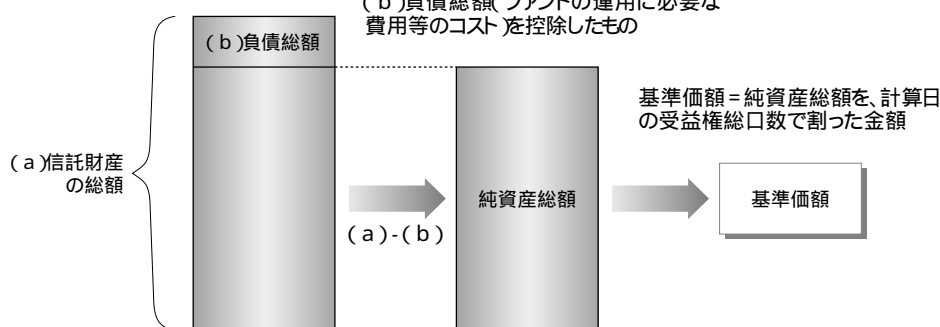 (b)負債総額(ファンドの運用に必要な
費用等のコスト)を控除したもの
(b)負債総額
基準価額=純資産総額を、計算日
の受益権総口数で割った金額
(a)信託財産
の総額
純資産総額
基準価額
(a)-(b)